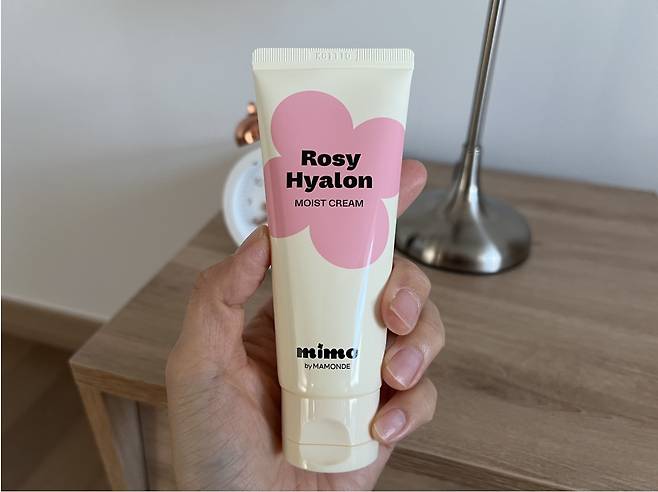 Rosy
Hyalon
MOIST CREAM
mimo
by MAMONDE